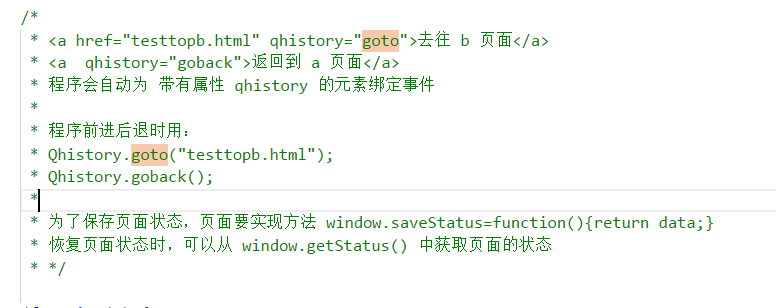 /*
* <a href="testtopb.html" qhistory="goto">去往 b 页面</a>
* <a  qhistory="goback">返回到 a 页面</a>
* 程序会自动为 带有属性 qhistory 的元素绑定事件
*
* 程序前进后退时用:
* Qhistory.goto("testtopb.html");
* Qhistory.goback();
*
* 为了保存页面状态, 页面要实现方法 window.saveStatus=function(){return data;}
* 恢复页面状态时, 可以从 window.getStatus() 中获取页面的状态
* */